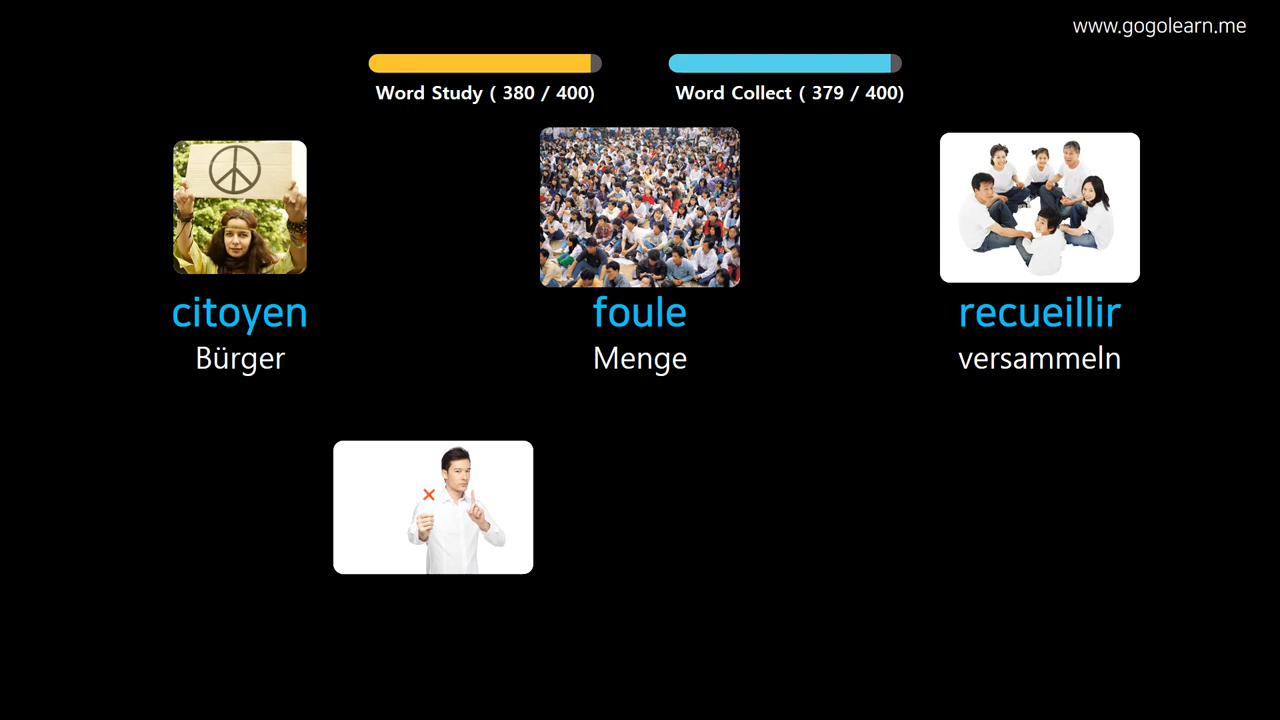 www.gogolearn.me
Word Study ( 380 / 400)
Word Collect ( 379 / 400)
citoyen
Bürger
foule
Menge
recueillir
versammeln